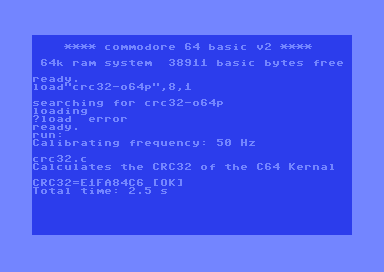 **** commodore 64 basic v2 ****
64k ram system  38911 basic bytes free
ready.
load"crc32-o64p",8,1
searching for crc32-o64p
loading
?load  error
ready.
run:
Calibrating frequency: 50 Hz
crc32.c
Calculates the CRC32 of the C64 Kernal
CRC32=E1FA84C6 [OK]
Total time: 2.5 s